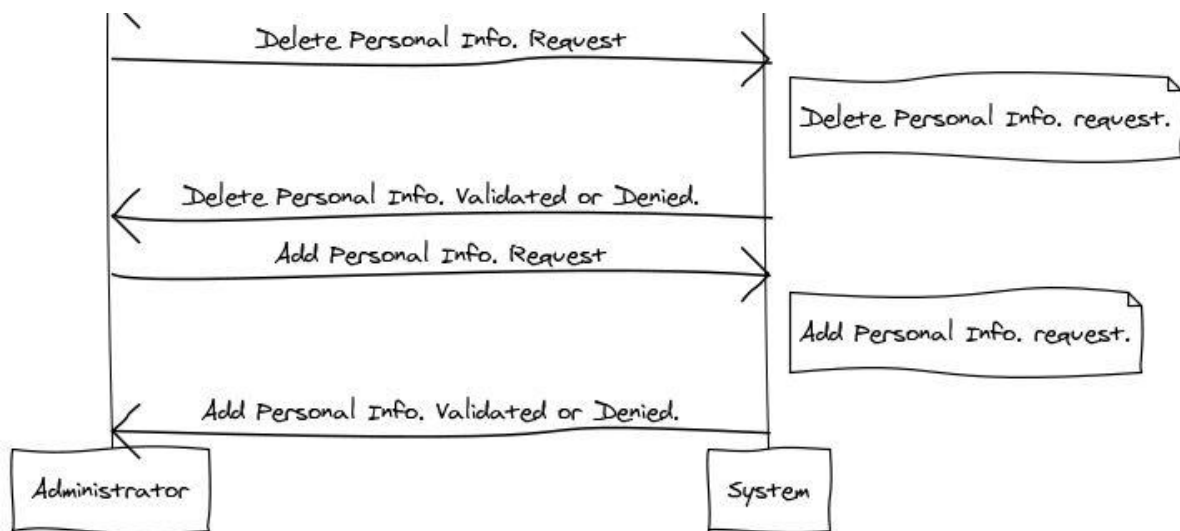 Delete Personal Info. Request
Delete Personal Info. request.
Delete Personal Info. Validated or Denied.
Add Personal Info. Request
Add Personal Info. request.
Add Personal Info. Validated or Denied.
Administrator
System